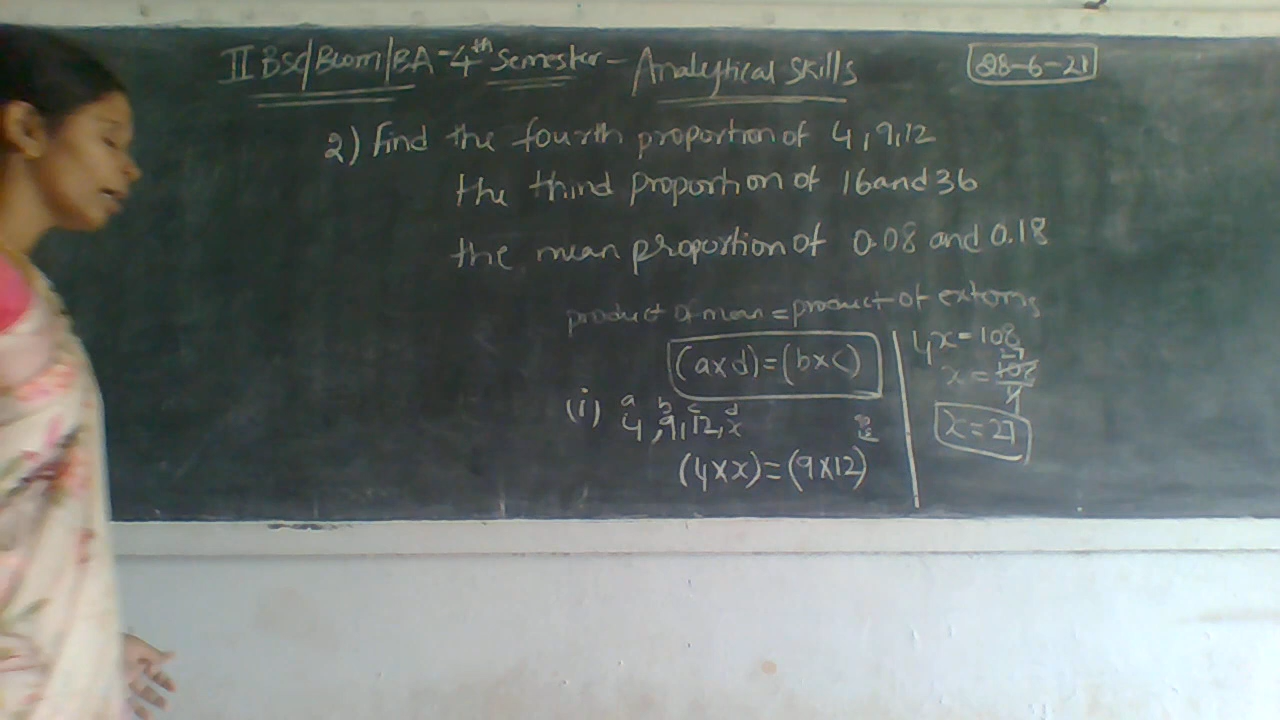 II BSc/Bcom/BA-4th Semester - Analytical Skills
28-6-21
2) Find the fourth proportion of 4,9,12
the third proportion of 16 and 36
the mean proportion of 0.08 and 0.18
product of mean = product of extems
(a×d)=(b×c)
(i) a b c d
4,9,12,x
(4×x)=(9×12)
4x=108
27
x=108/4
x=27